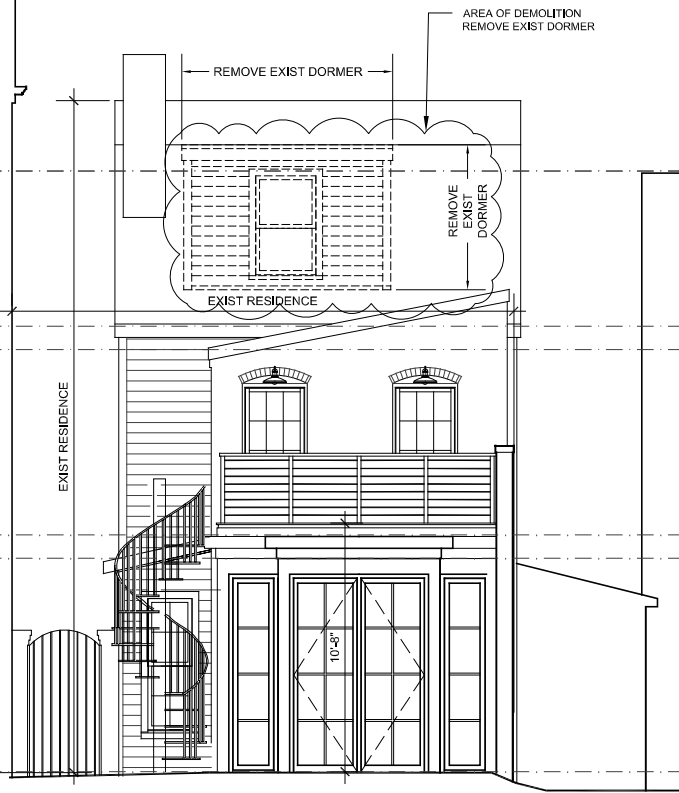 AREA OF DEMOLITION
REMOVE EXIST DORMER
REMOVE EXIST DORMER
REMOVE
EXIST
DORMER
EXIST RESIDENCE
EXIST RESIDENCE
10'-8"